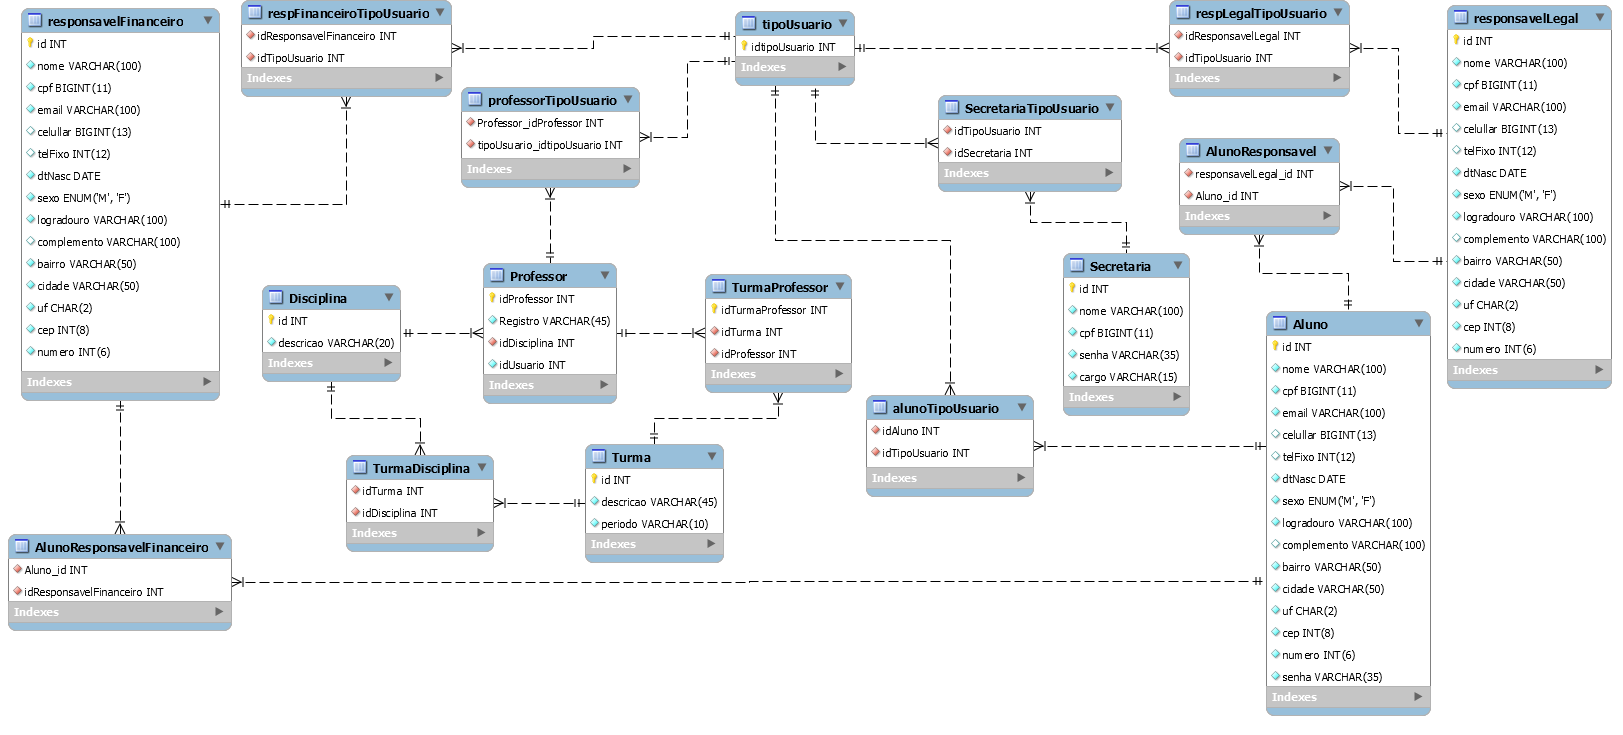 responsavelFinanceiro
id INT
nome VARCHAR(100)
cpf BIGINT(11)
email VARCHAR(100)
celullar BIGINT(13)
telFixo INT(12)
dtNasc DATE
sexo ENUM('M', 'F')
logradouro VARCHAR(100)
complemento VARCHAR(100)
bairro VARCHAR(50)
cidade VARCHAR(50)
uf CHAR(2)
cep INT(8)
numero INT(6)
Indexes
respFinanceiroTipoUsuario
idResponsavelFinanceiro INT
idTipoUsuario INT
Indexes
professorTipoUsuario
Professor_idProfessor INT
tipoUsuario_idtipoUsuario INT
Indexes
tipoUsuario
idtipoUsuario INT
Indexes
SecretariaTipoUsuario
idTipoUsuario INT
idSecretaria INT
Indexes
respLegalTipoUsuario
idResponsavelLegal INT
idTipoUsuario INT
Indexes
AlunoResponsavel
responsavelLegal_id INT
Aluno_id INT
Indexes
responsavelLegal
id INT
nome VARCHAR(100)
cpf BIGINT(11)
email VARCHAR(100)
celullar BIGINT(13)
telFixo INT(12)
dtNasc DATE
sexo ENUM('M', 'F')
logradouro VARCHAR(100)
complemento VARCHAR(100)
bairro VARCHAR(50)
cidade VARCHAR(50)
uf CHAR(2)
cep INT(8)
numero INT(6)
Indexes
Disciplina
id INT
descricao VARCHAR(20)
Indexes
Professor
idProfessor INT
Registro VARCHAR(45)
idDisciplina INT
idUsuario INT
Indexes
TurmaProfessor
idTurmaProfessor INT
idTurma INT
idProfessor INT
Indexes
Secretaria
id INT
nome VARCHAR(100)
cpf BIGINT(11)
senha VARCHAR(35)
cargo VARCHAR(15)
Indexes
Aluno
id INT
nome VARCHAR(100)
cpf BIGINT(11)
email VARCHAR(100)
celullar BIGINT(13)
telFixo INT(12)
dtNasc DATE
sexo ENUM('M', 'F')
logradouro VARCHAR(100)
complemento VARCHAR(100)
bairro VARCHAR(50)
cidade VARCHAR(50)
uf CHAR(2)
cep INT(8)
numero INT(6)
senha VARCHAR(35)
Indexes
alunoTipoUsuario
idAluno INT
idTipoUsuario INT
Indexes
TurmaDisciplina
idTurma INT
idDisciplina INT
Indexes
Turma
id INT
descricao VARCHAR(45)
periodo VARCHAR(10)
Indexes
AlunoResponsavelFinanceiro
Aluno_id INT
idResponsavelFinanceiro INT
Indexes